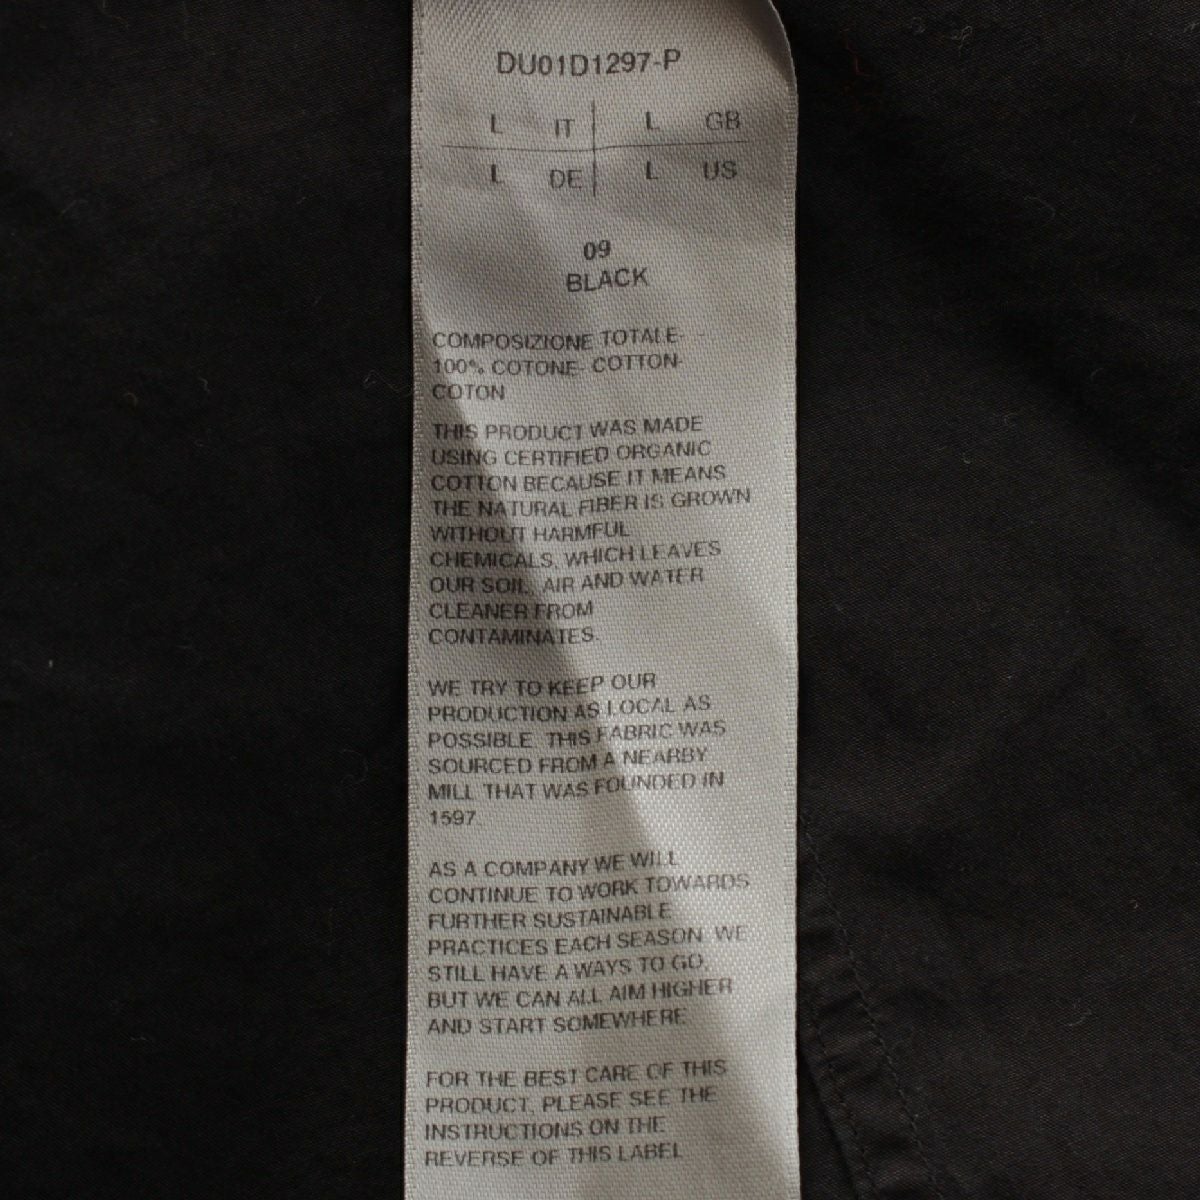 DU01D1297-P
L IT L GB
L DE L US
09
BLACK
COMPOSIZIONE TOTALE-
100% COTONE- COTTON-
COTON
THIS PRODUCT WAS MADE
USING CERTIFIED ORGANIC
COTTON BECAUSE IT MEANS
THE NATURAL FIBER IS GROWN
WITHOUT HARMFUL
CHEMICALS, WHICH LEAVES
OUR SOIL, AIR AND WATER
CLEANER FROM
CONTAMINATES.
WE TRY TO KEEP OUR
PRODUCTION AS LOCAL AS
POSSIBLE. THIS FABRIC WAS
SOURCED FROM A NEARBY
MILL THAT WAS FOUNDED IN
1597.
AS A COMPANY WE WILL
CONTINUE TO WORK TOWARDS
FURTHER SUSTAINABLE
PRACTICES EACH SEASON. WE
STILL HAVE A WAYS TO GO,
BUT WE CAN ALL AIM HIGHER
AND START SOMEWHERE.
FOR THE BEST CARE OF THIS
PRODUCT, PLEASE SEE THE
INSTRUCTIONS ON THE
REVERSE OF THIS LABEL